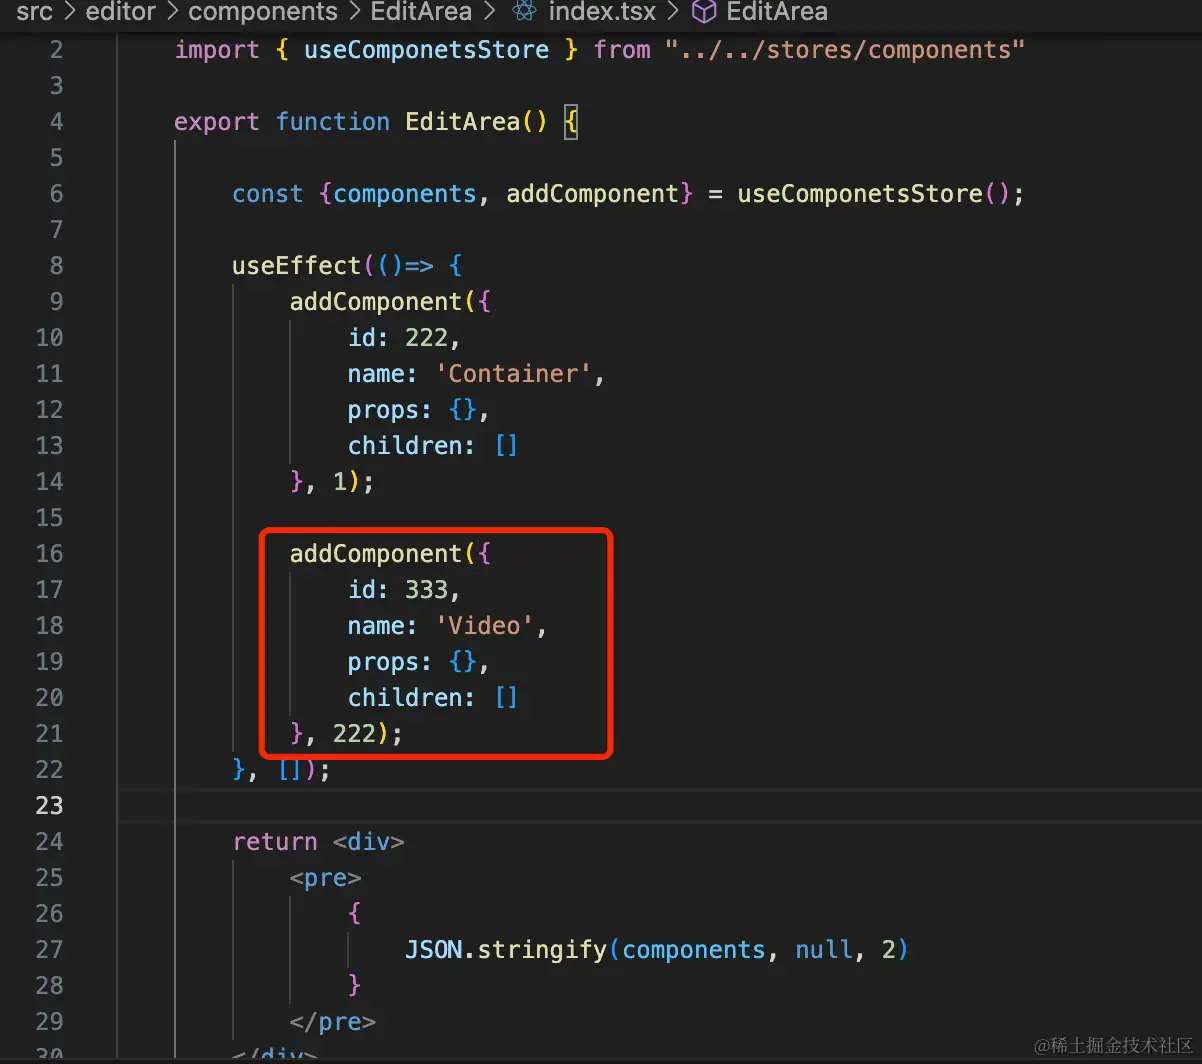 src > editor > components > EditArea > index.tsx > EditArea
2 import { useComponetsStore } from "../../stores/components"
3
4 export function EditArea() {
5
6 const {components, addComponent} = useComponetsStore();
7
8 useEffect(()=> {
9 addComponent({
10 id: 222,
11 name: 'Container',
12 props: {},
13 children: []
14 }, 1);
15
16 addComponent({
17 id: 333,
18 name: 'Video',
19 props: {},
20 children: []
21 }, 222);
22 }, []);
23
24 return <div>
25 <pre>
26 {
27 JSON.stringify(components, null, 2)
28 }
29 </pre>
30 </div>
@稀土掘金技术社区